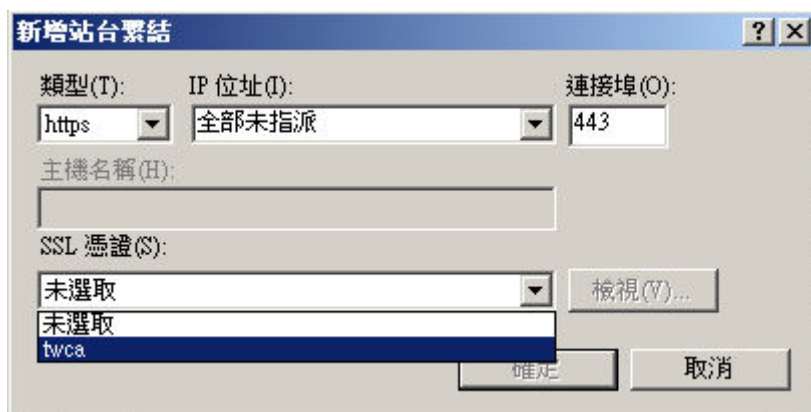 新增站台繫結
類型(T): IP 位址(I): 連接埠(O):
https 全部未指派 443
主機名稱(H):
SSL 憑證(S):
未選取 檢視(V)...
未選取
twca
確定 取消